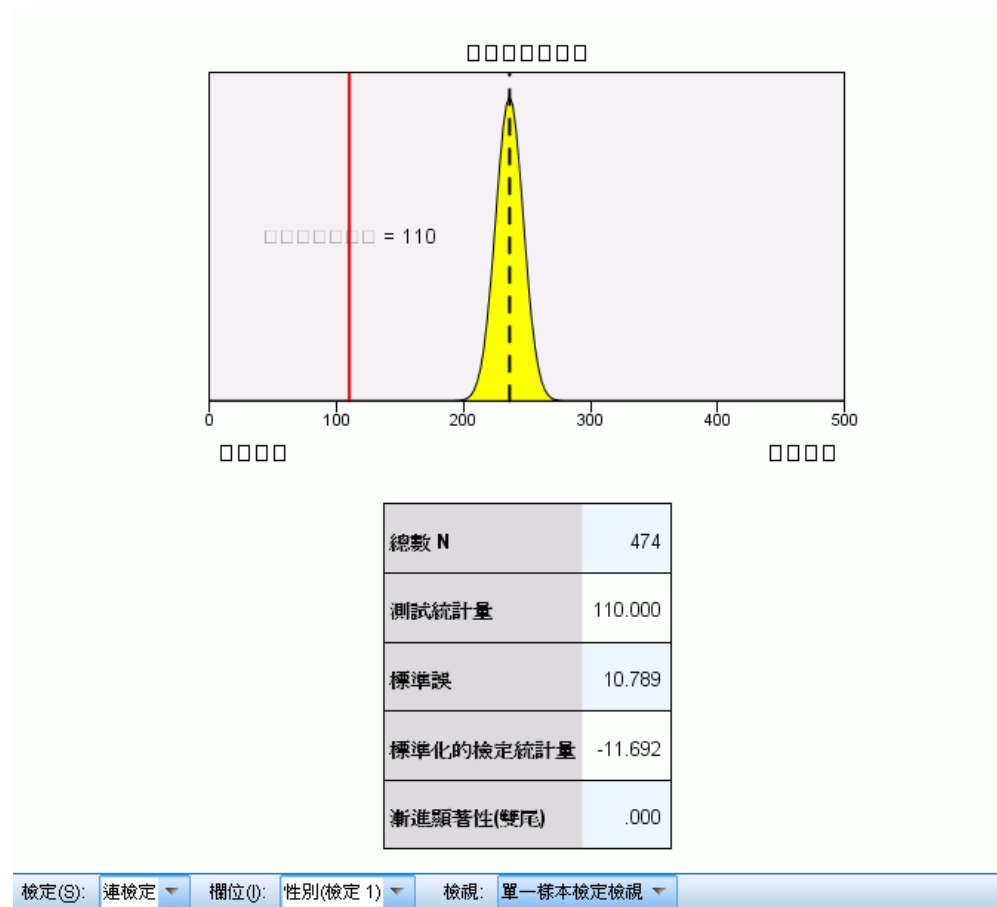 = 110
0 100 200 300 400 500
總數 N 474
測試統計量 110.000
標準誤 10.789
標準化的檢定統計量 -11.692
漸進顯著性(雙尾) .000
檢定(S): 連檢定 欄位(I): 性別(檢定 1) 檢視: 單一樣本檢定檢視